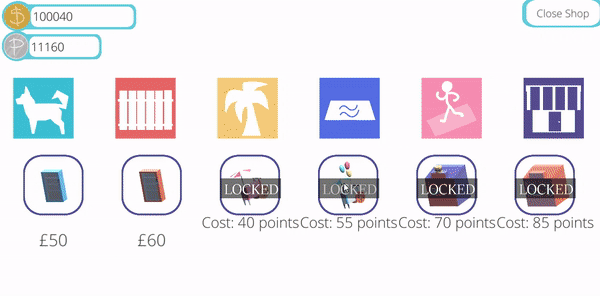 100040
Close Shop
11160
LOCKED LOCKED LOCKED LOCKED
Cost: 40 points Cost: 55 points Cost: 70 points Cost: 85 points
£50 £60